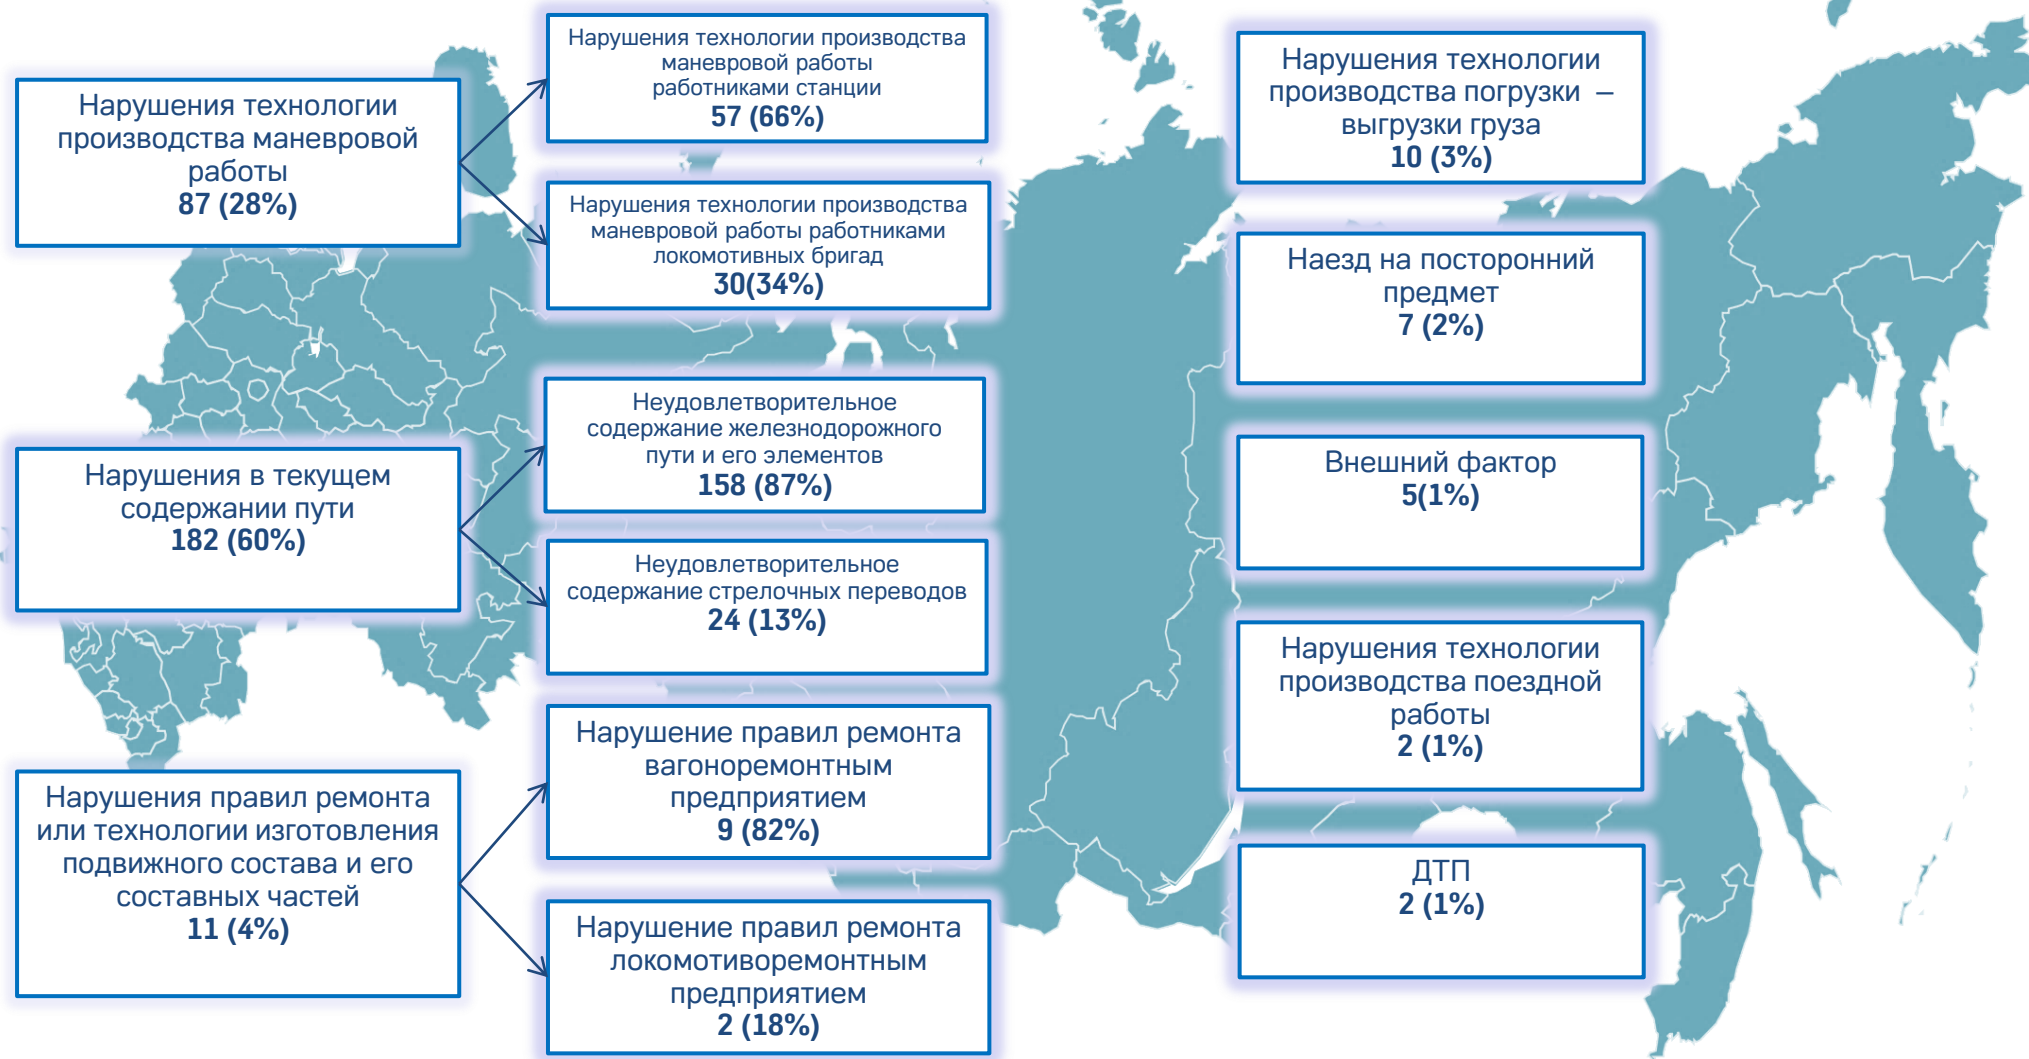 Нарушения технологии
производства маневровой
работы
87 (28%)
Нарушения технологии производства
маневровой работы
работниками станции
57 (66%)
Нарушения технологии производства
маневровой работы работниками
локомотивных бригад
30(34%)
Нарушения в текущем
содержании пути
182 (60%)
Неудовлетворительное
содержание железнодорожного
пути и его элементов
158 (87%)
Неудовлетворительное
содержание стрелочных переводов
24 (13%)
Нарушения правил ремонта
или технологии изготовления
подвижного состава и его
составных частей
11 (4%)
Нарушение правил ремонта
вагоноремонтным
предприятием
9 (82%)
Нарушение правил ремонта
локомотиворемонтным
предприятием
2 (18%)
Нарушения технологии
производства погрузки –
выгрузки груза
10 (3%)
Наезд на посторонний
предмет
7 (2%)
Внешний фактор
5(1%)
Нарушения технологии
производства поездной
работы
2 (1%)
ДТП
2 (1%)